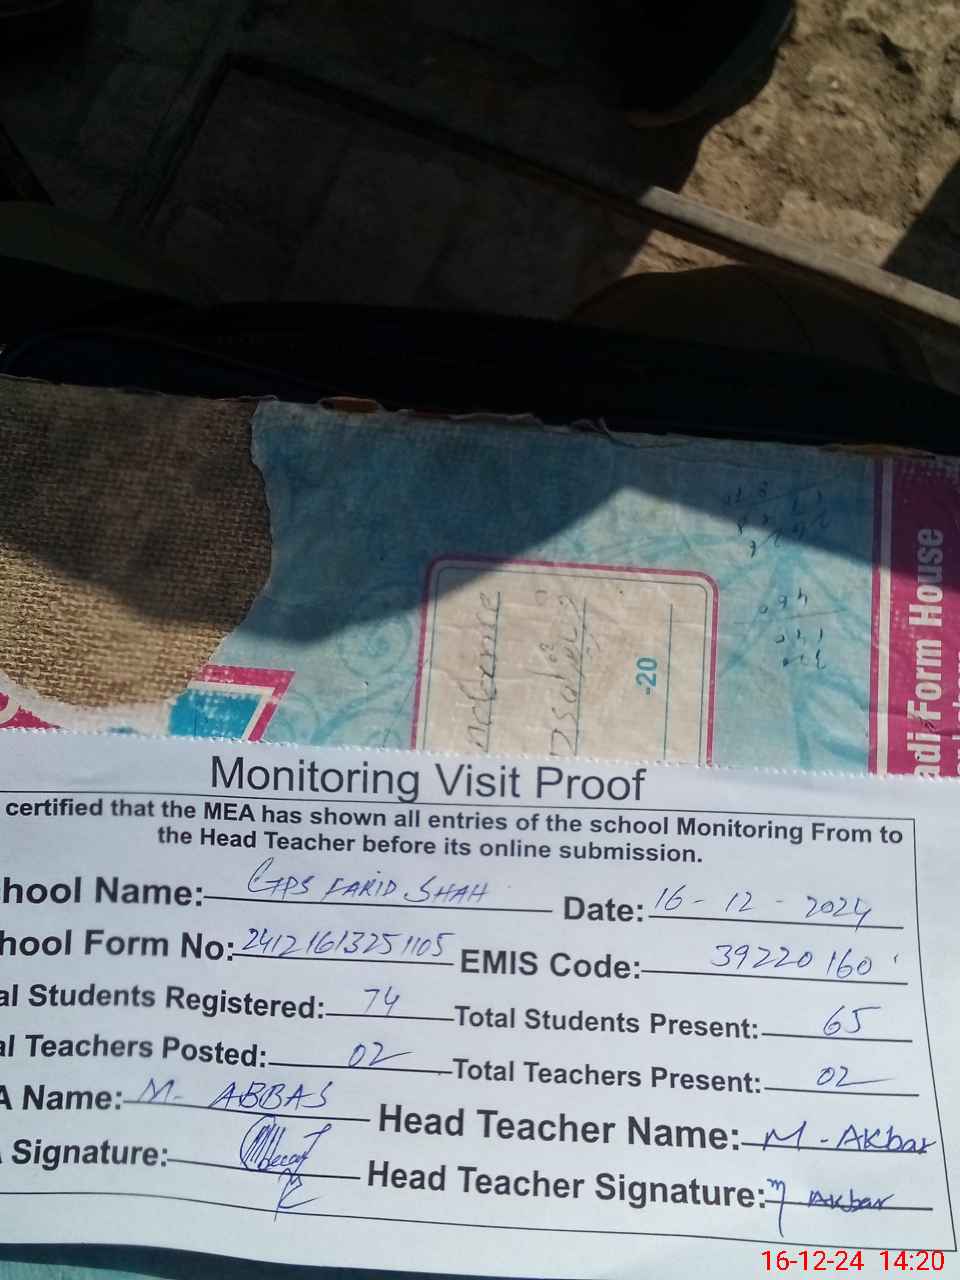 adi Form House
-20
Monitoring Visit Proof
certified that the MEA has shown all entries of the school Monitoring From to
the Head Teacher before its online submission.
hool Name: GPS FARID SHAH Date: 16-12-2024
hool Form No: 24121613251105 EMIS Code: 39220160
al Students Registered: 74 Total Students Present: 65
al Teachers Posted: 02 Total Teachers Present: 02
A Name: M- ABBAS Head Teacher Name: M-Akbar
Signature: Head Teacher Signature: M Akbar
16-12-24 14:20